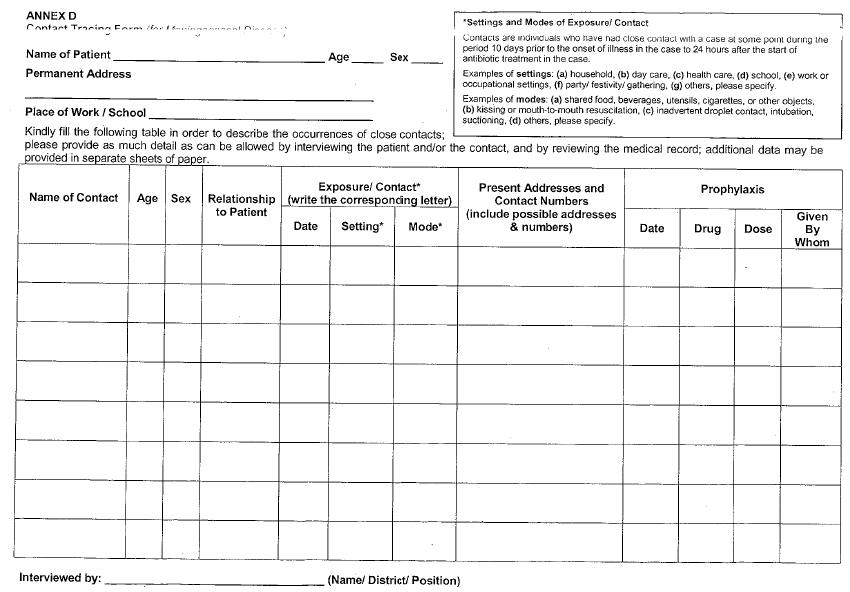 ANNEX D
Contact Tracing Form (for Meningococcal Disease)
Name of Patient ____ Age ____ Sex ____
Permanent Address
Place of Work / School ____
*Settings and Modes of Exposure/ Contact
Contacts are individuals who have had close contact with a case at some point during the
period 10 days prior to the onset of illness in the case to 24 hours after the start of
antibiotic treatment in the case.
Examples of settings: (a) household, (b) day care, (c) health care, (d) school, (e) work or
occupational settings, (f) party/ festivity/ gathering, (g) others, please specify.
Examples of modes: (a) shared food, beverages, utensils, cigarettes, or other objects,
(b) kissing or mouth-to-mouth resuscitation, (c) inadvertent droplet contact, intubation,
suctioning, (d) others, please specify.
Kindly fill the following table in order to describe the occurrences of close contacts;
please provide as much detail as can be allowed by interviewing the patient and/or the contact, and by reviewing the medical record; additional data may be
provided in separate sheets of paper.
Name of Contact
Age
Sex
Relationship
to Patient
Exposure/ Contact*
(write the corresponding letter)
Date
Setting*
Mode*
Present Addresses and
Contact Numbers
(include possible addresses
& numbers)
Prophylaxis
Date
Drug
Dose
Given
By
Whom
Interviewed by: ____ (Name/ District/ Position)